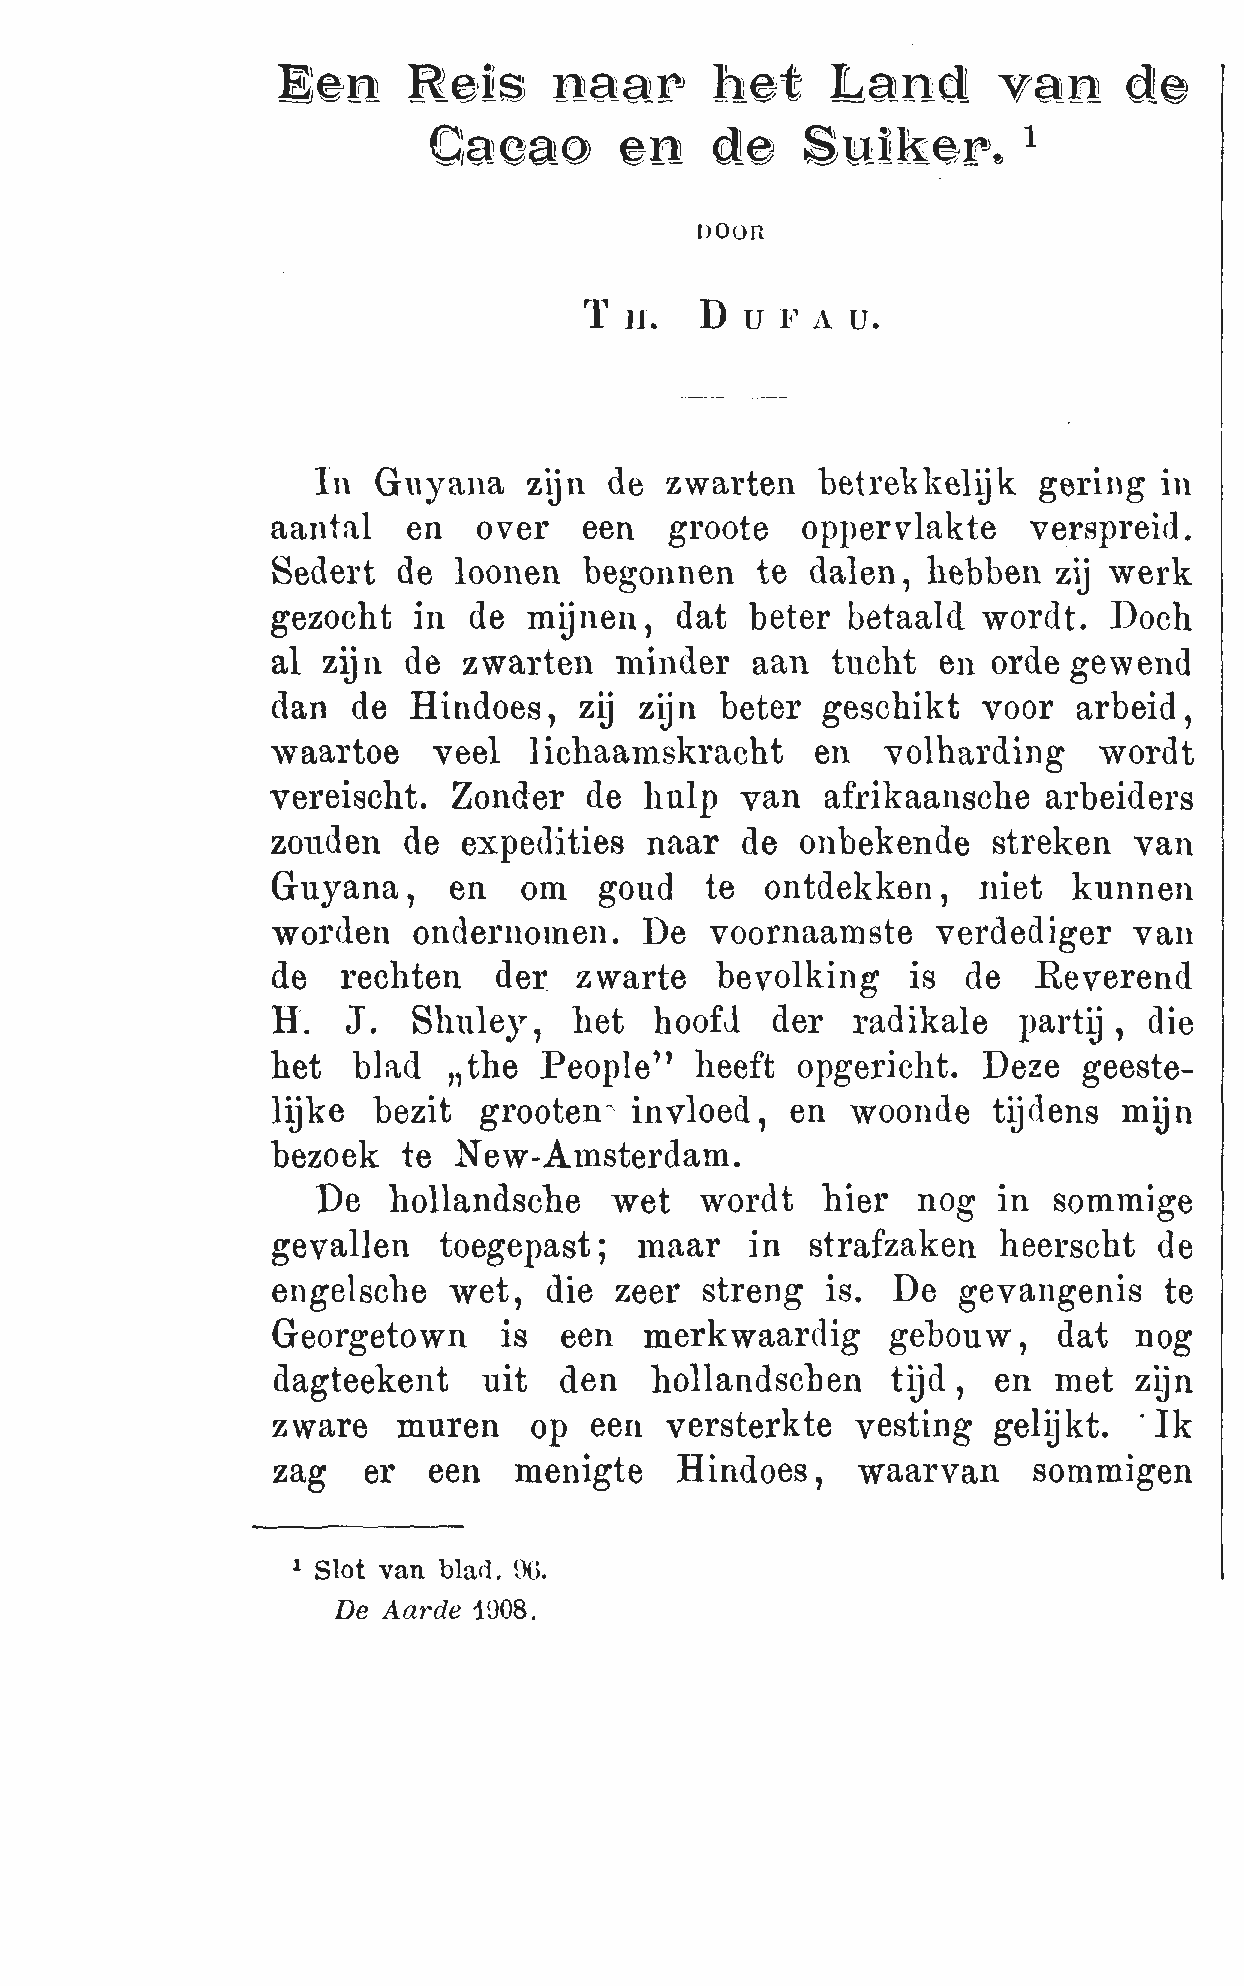 Een Reis naar het Land van de
Cacao en de Suiker. ¹
DOOR
TH. DUFAU.
In Guyana zijn de zwarten betrekkelijk gering in
aantal en over een groote oppervlakte verspreid.
Sedert de loonen begonnen te dalen, hebben zij werk
gezocht in de mijnen, dat beter betaald wordt. Doch
al zijn de zwarten minder aan tucht en orde gewend
dan de Hindoes, zij zijn beter geschikt voor arbeid,
waartoe veel lichaamskracht en volharding wordt
vereischt. Zonder de hulp van afrikaansche arbeiders
zouden de expedities naar de onbekende streken van
Guyana, en om goud te ontdekken, niet kunnen
worden ondernomen. De voornaamste verdediger van
de rechten der zwarte bevolking is de Reverend
H. J. Shuley, het hoofd der radikale partij, die
het blad „the People” heeft opgericht. Deze geeste-
lijke bezit grooten invloed, en woonde tijdens mijn
bezoek te New-Amsterdam.
De hollandsche wet wordt hier nog in sommige
gevallen toegepast; maar in strafzaken heerscht de
engelsche wet, die zeer streng is. De gevangenis te
Georgetown is een merkwaardig gebouw, dat nog
dagteekent uit den hollandschen tijd, en met zijn
zware muren op een versterkte vesting gelijkt. Ik
zag er een menigte Hindoes, waarvan sommigen
¹ Slot van blad. 96.
De Aarde 1908.